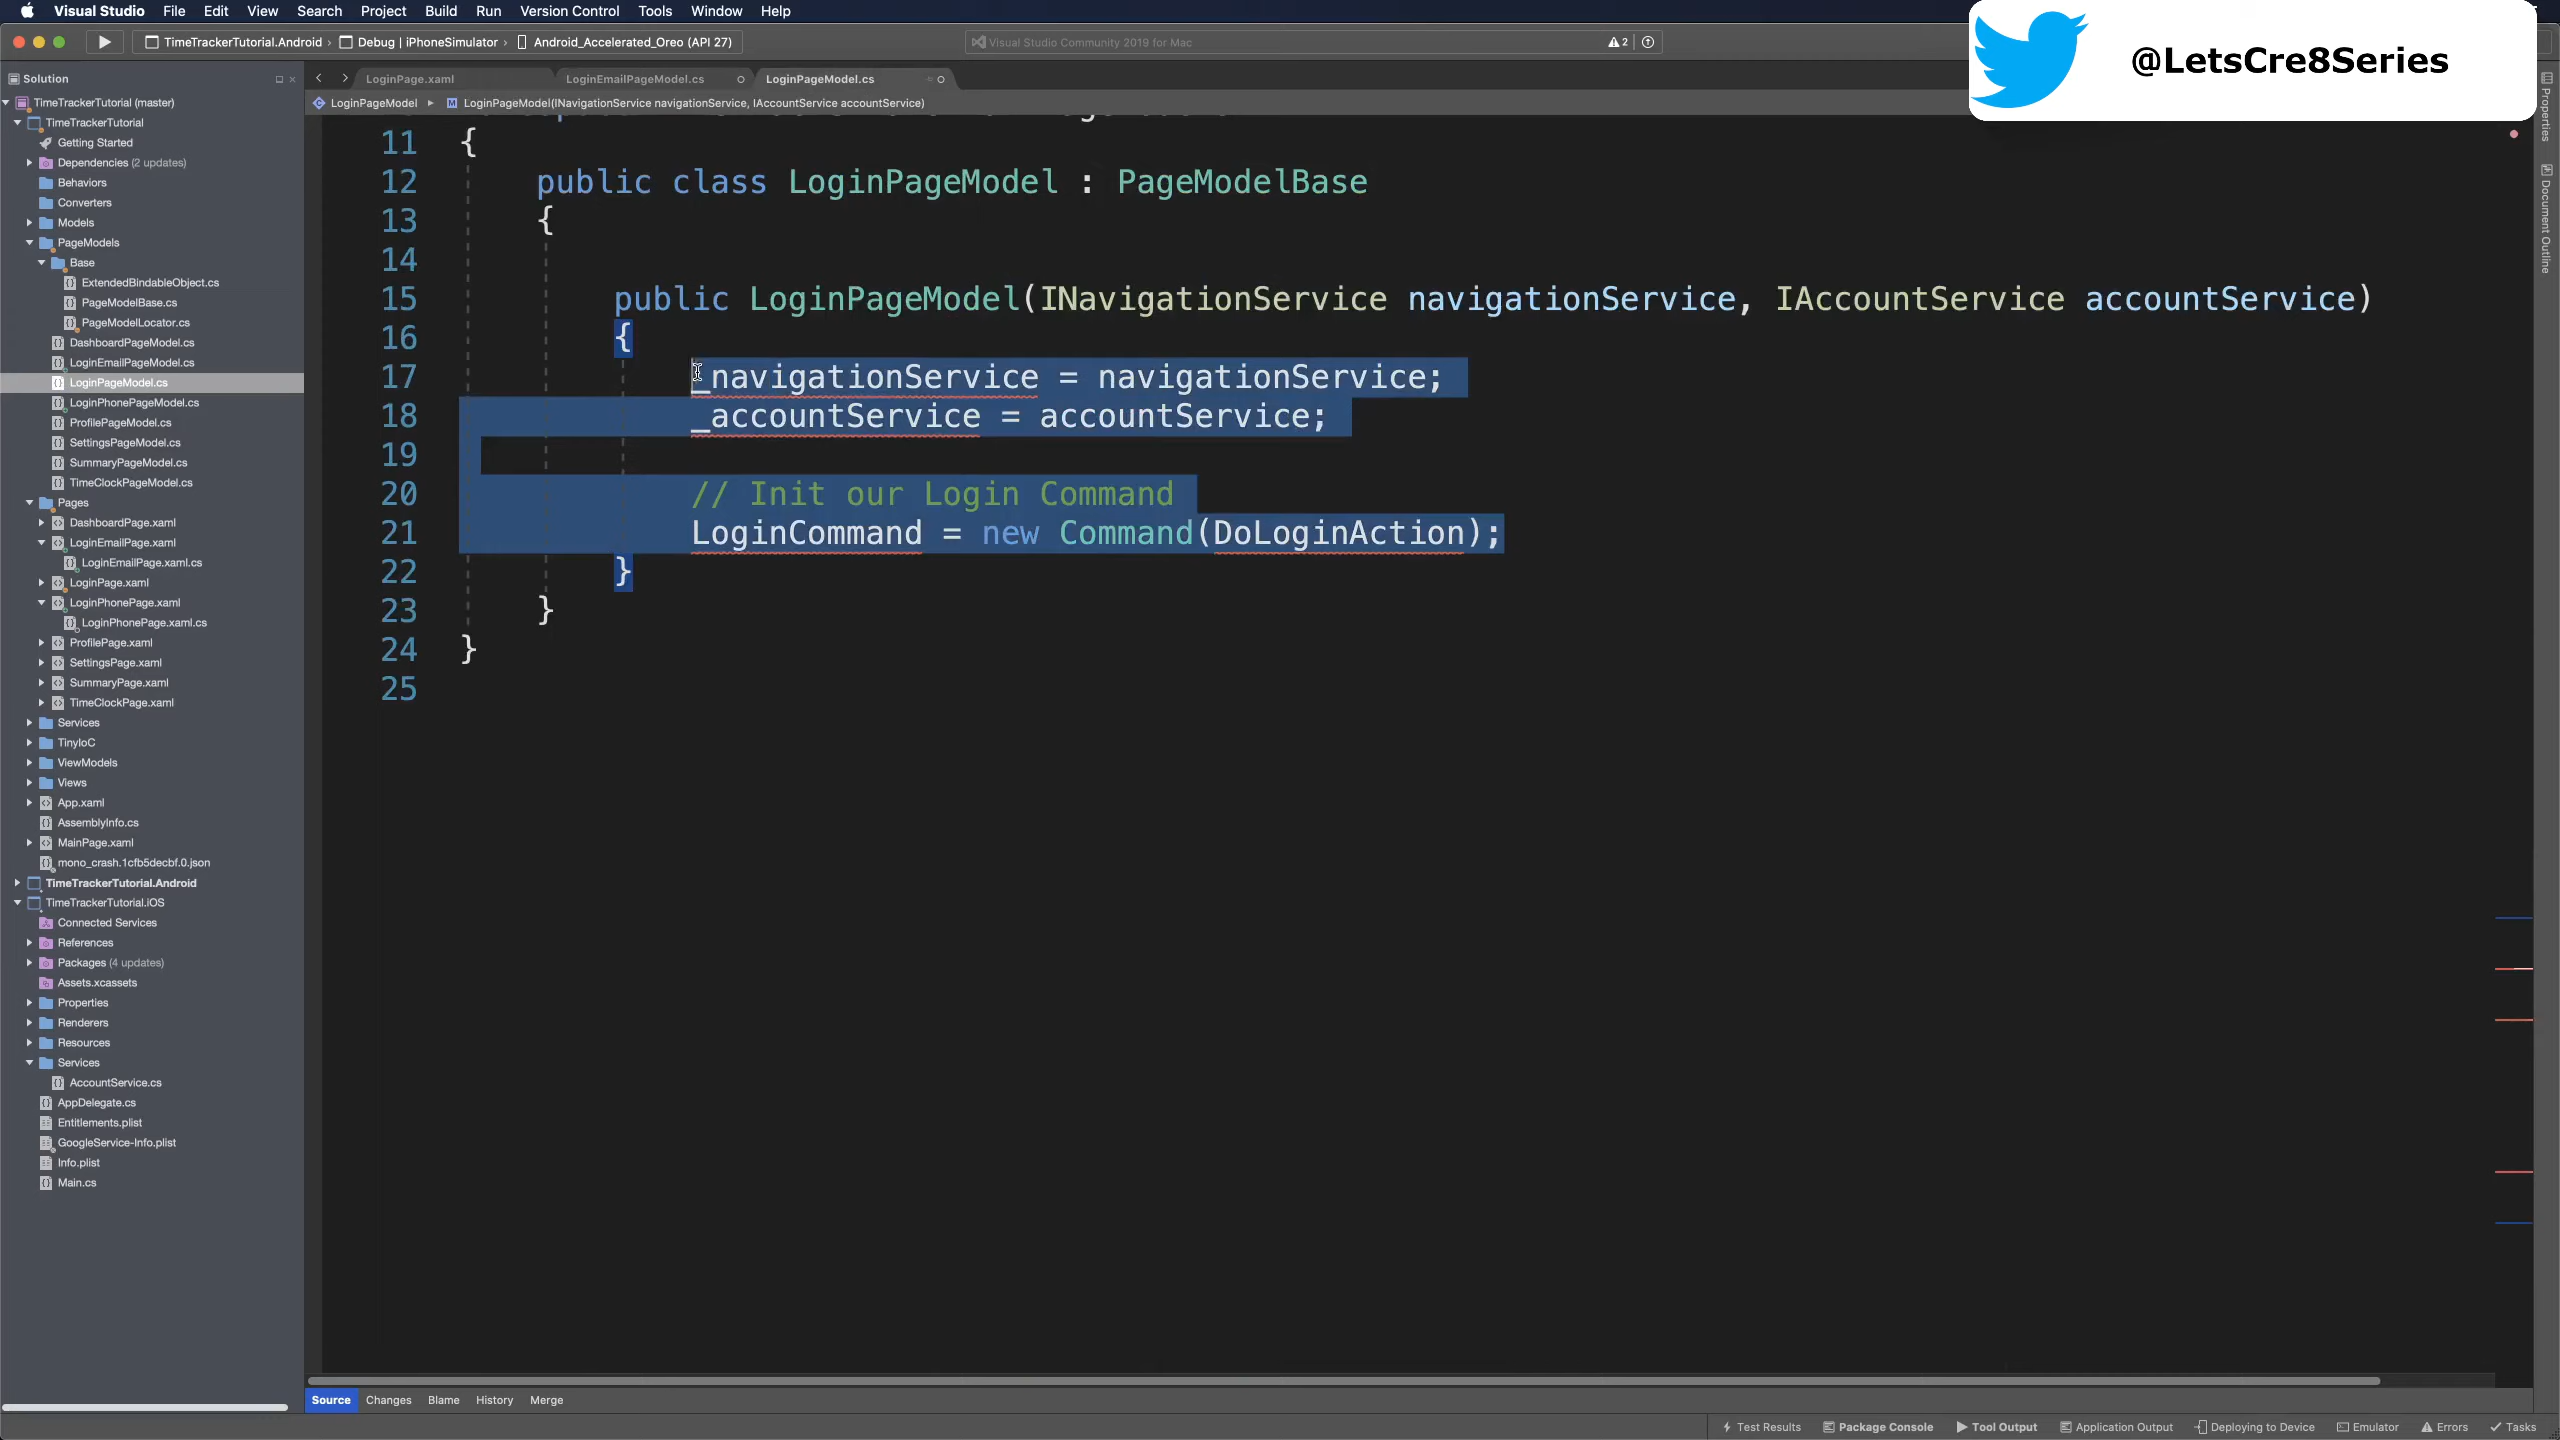 Visual Studio File Edit View Search Project Build Run Version Control Tools Window Help
TimeTrackerTutorial.Android › Debug | iPhoneSimulator › Android_Accelerated_Oreo (API 27)
Visual Studio Community 2019 for Mac
2
@LetsCre8Series
Solution
LoginPage.xaml
LoginEmailPageModel.cs
LoginPageModel.cs
LoginPageModel
LoginPageModel(INavigationService navigationService, IAccountService accountService)
TimeTrackerTutorial (master)
TimeTrackerTutorial
Getting Started
Dependencies (2 updates)
Behaviors
Converters
Models
PageModels
Base
ExtendedBindableObject.cs
PageModelBase.cs
PageModelLocator.cs
DashboardPageModel.cs
LoginEmailPageModel.cs
LoginPageModel.cs
LoginPhonePageModel.cs
ProfilePageModel.cs
SettingsPageModel.cs
SummaryPageModel.cs
TimeClockPageModel.cs
Pages
DashboardPage.xaml
LoginEmailPage.xaml
LoginEmailPage.xaml.cs
LoginPage.xaml
LoginPhonePage.xaml
LoginPhonePage.xaml.cs
ProfilePage.xaml
SettingsPage.xaml
SummaryPage.xaml
TimeClockPage.xaml
Services
TinyIoC
ViewModels
Views
App.xaml
AssemblyInfo.cs
MainPage.xaml
mono_crash.1cfb5decbf.0.json
TimeTrackerTutorial.Android
TimeTrackerTutorial.iOS
Connected Services
References
Packages (4 updates)
Assets.xcassets
Properties
Renderers
Resources
Services
AccountService.cs
AppDelegate.cs
Entitlements.plist
GoogleService-Info.plist
Info.plist
Main.cs
11 {
12 public class LoginPageModel : PageModelBase
13 {
14
15 public LoginPageModel(INavigationService navigationService, IAccountService accountService)
16 {
17 _navigationService = navigationService;
18 _accountService = accountService;
19
20 // Init our Login Command
21 LoginCommand = new Command(DoLoginAction);
22 }
23 }
24 }
25
Properties
Document Outline
Source Changes Blame History Merge
Test Results Package Console Tool Output Application Output Deploying to Device Emulator Errors Tasks